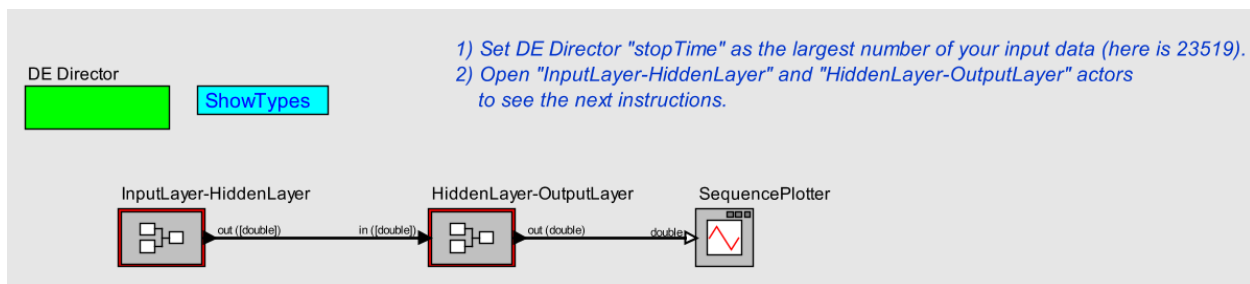 1) Set DE Director "stopTime" as the largest number of your input data (here is 23519).
2) Open "InputLayer-HiddenLayer" and "HiddenLayer-OutputLayer" actors
to see the next instructions.
DE Director
ShowTypes
InputLayer-HiddenLayer
HiddenLayer-OutputLayer
SequencePlotter
out ([double])
in ([double])
out (double)
double